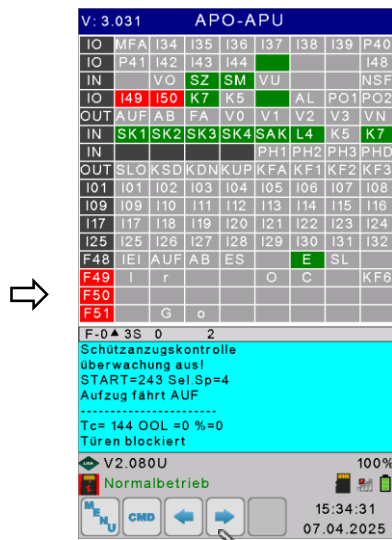 V: 3.031 APO-APU
IO MFA I34 I35 I36 I37 I38 I39 P40
IO P41 I42 I43 I44 I48
IN VO SZ SM VU NSF
IO I49 I50 K7 K5 AL PO1 PO2
OUT AUF AB FA V0 V1 V2 V3 VN
IN SK1 SK2 SK3 SK4 SAK L4 K5 K7
IN PH1 PH2 PH3 PHD
OUT SLO KSD KDN KUP KFA KF1 KF2 KF3
I01 I01 I02 I03 I04 I05 I06 I07 I08
I09 I09 I10 I11 I12 I13 I14 I15 I16
I17 I17 I18 I19 I20 I21 I22 I23 I24
I25 I25 I26 I27 I28 I29 I30 I31 I32
F48 IEI AUF AB ES E SL
F49 I r O C KF6
F50
F51 G o
F-0▲ 3S 0 2
Schützanzugskontrolle
überwachung aus!
START=243 Sel.Sp=4
Aufzug fährt AUF
-----------------------
Tc= 144 OOL =0 %=0
Türen blockiert
V2.080U 100%
Normalbetrieb
MENU CMD 15:34:31
07.04.2025